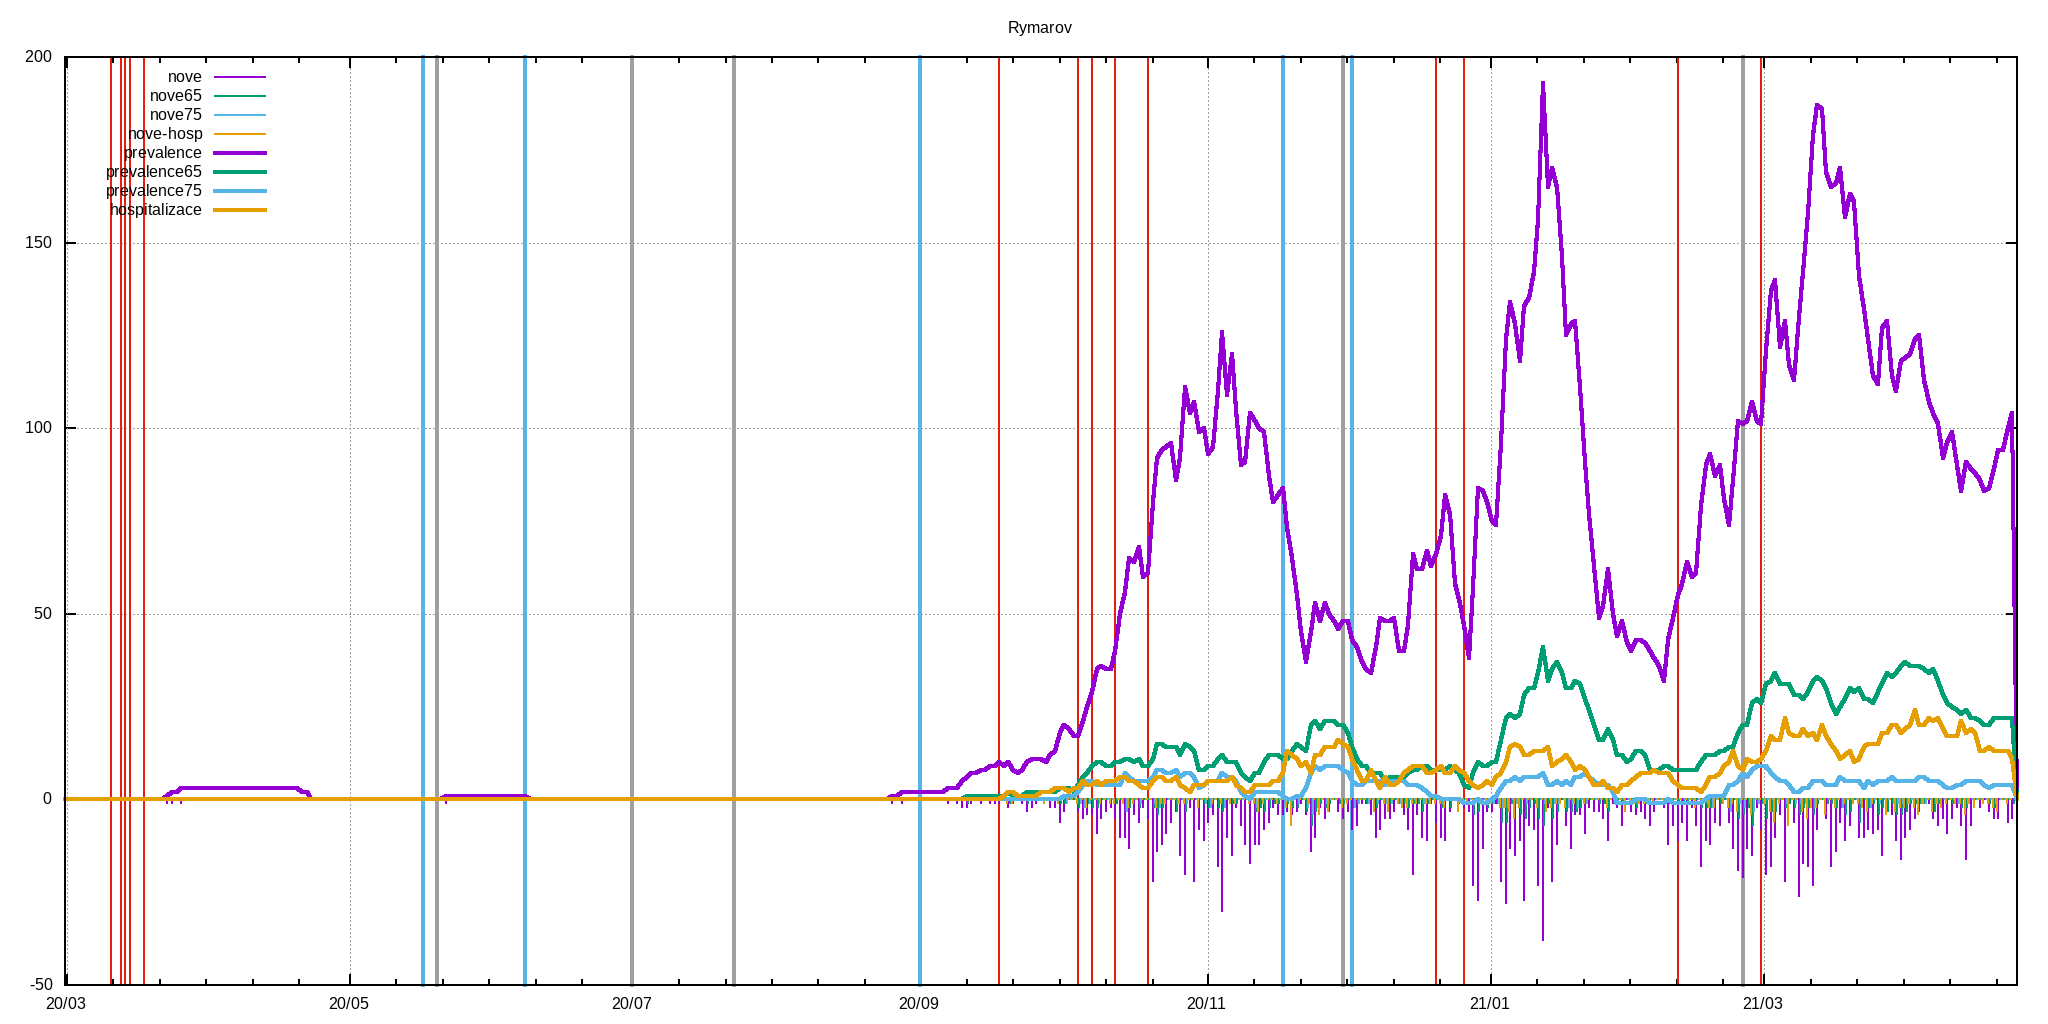 Rymarov
200
nove
nove65
nove75
nove-hosp
prevalence
prevalence65
prevalence75
hospitalizace
150
100
50
0
-50
20/03 20/05 20/07 20/09 20/11 21/01 21/03